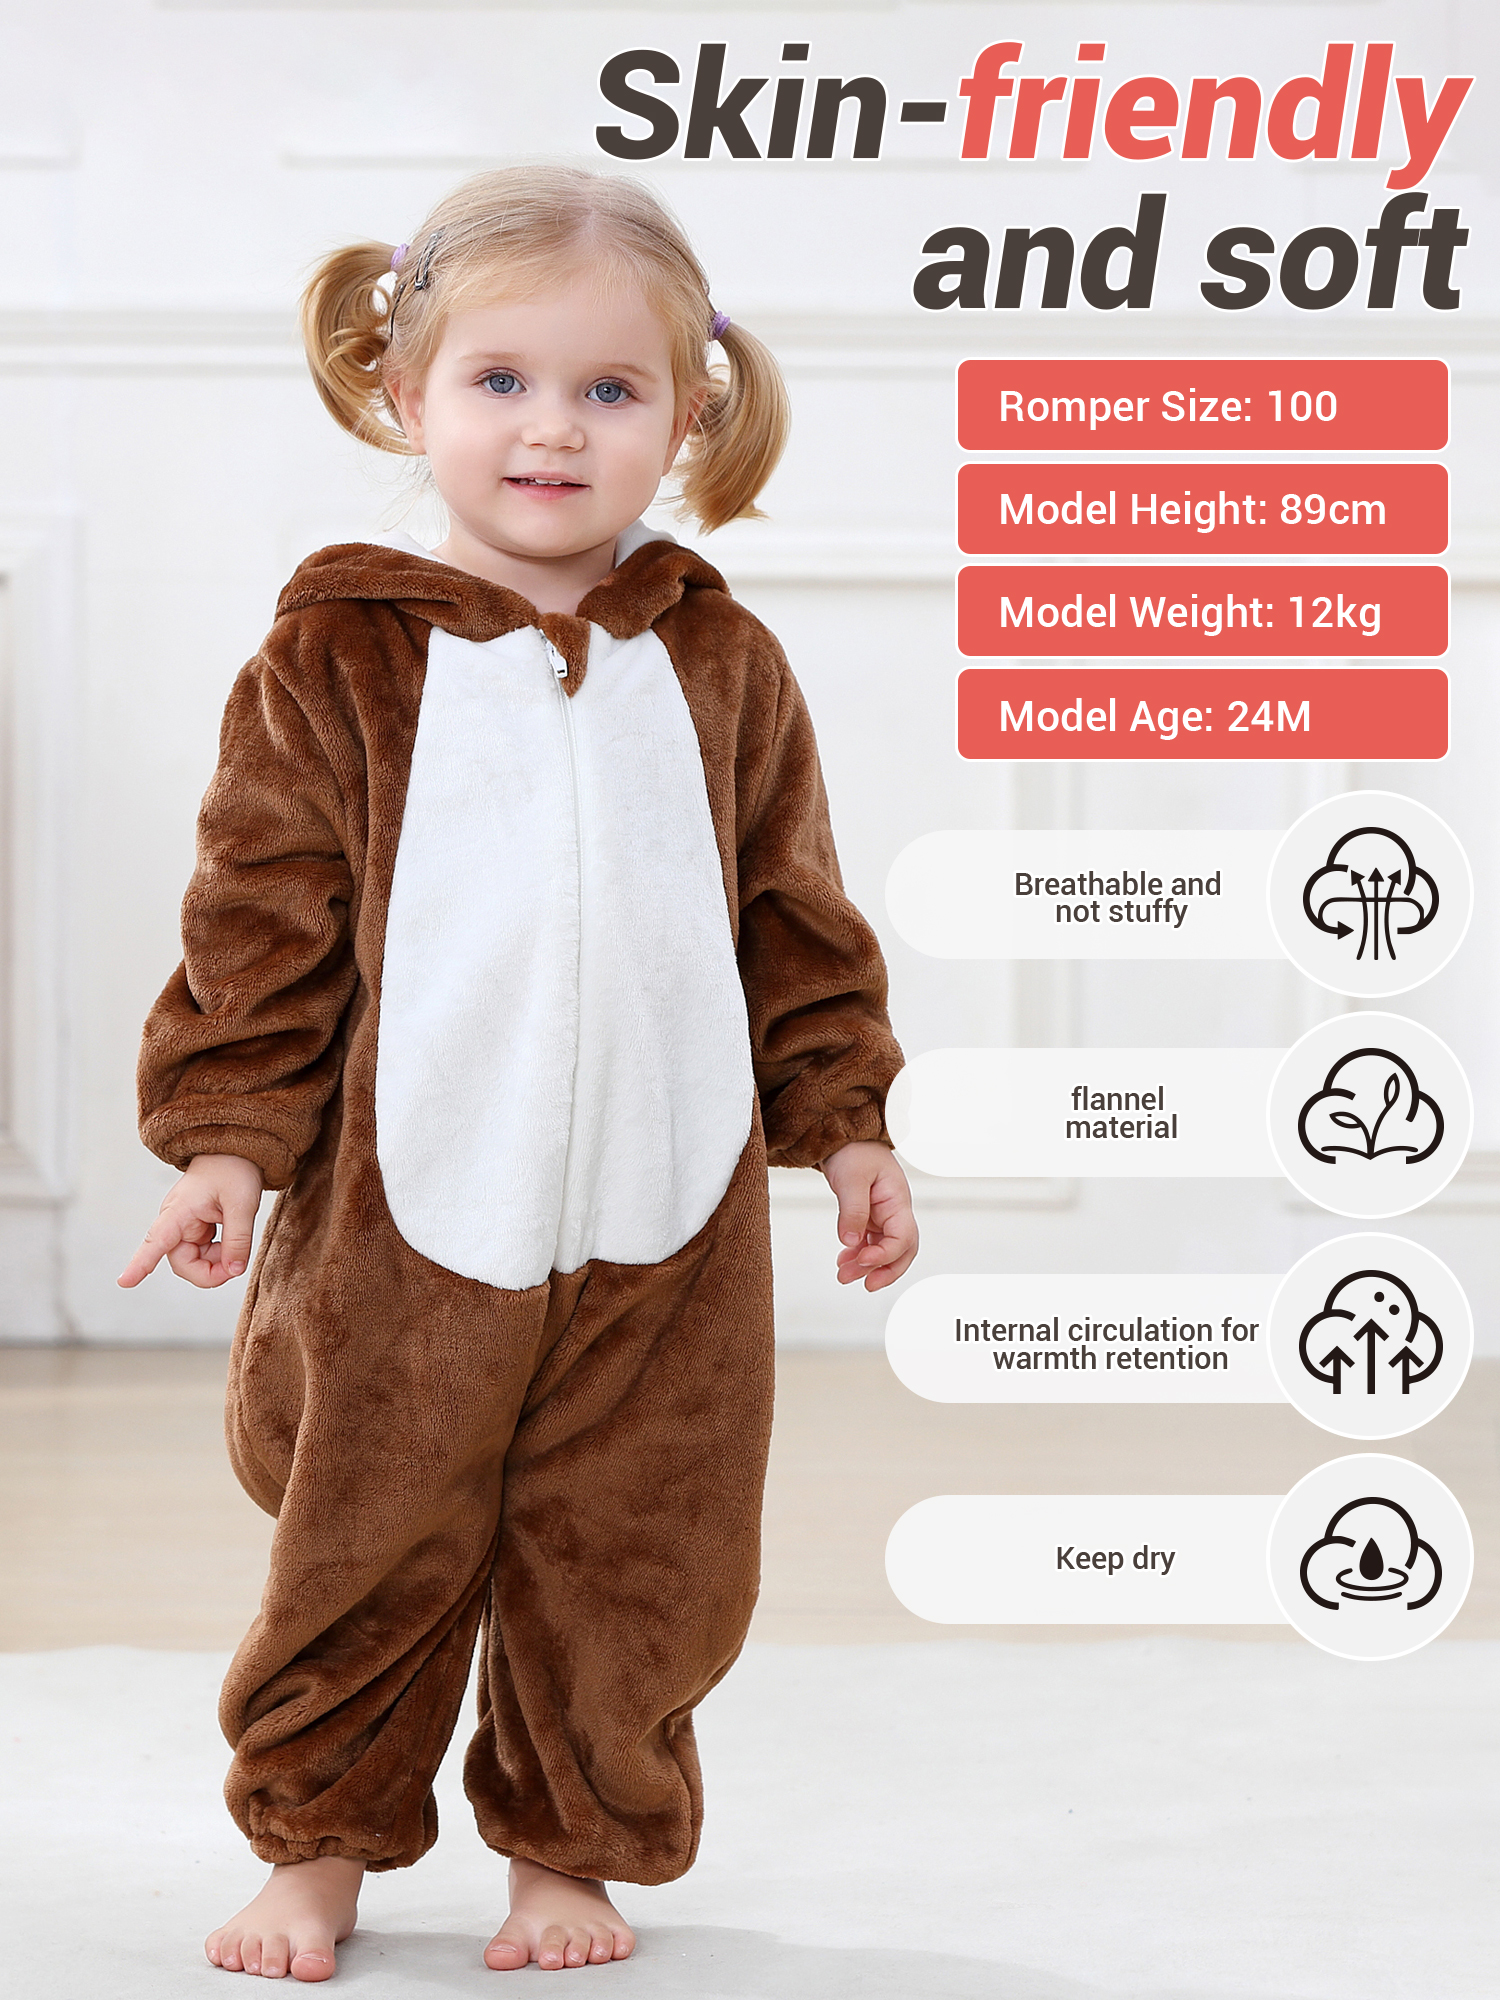 Skin-friendly
and soft
Romper Size: 100
Model Height: 89cm
Model Weight: 12kg
Model Age: 24M
Breathable and
not stuffy
flannel
material
Internal circulation for
warmth retention
Keep dry